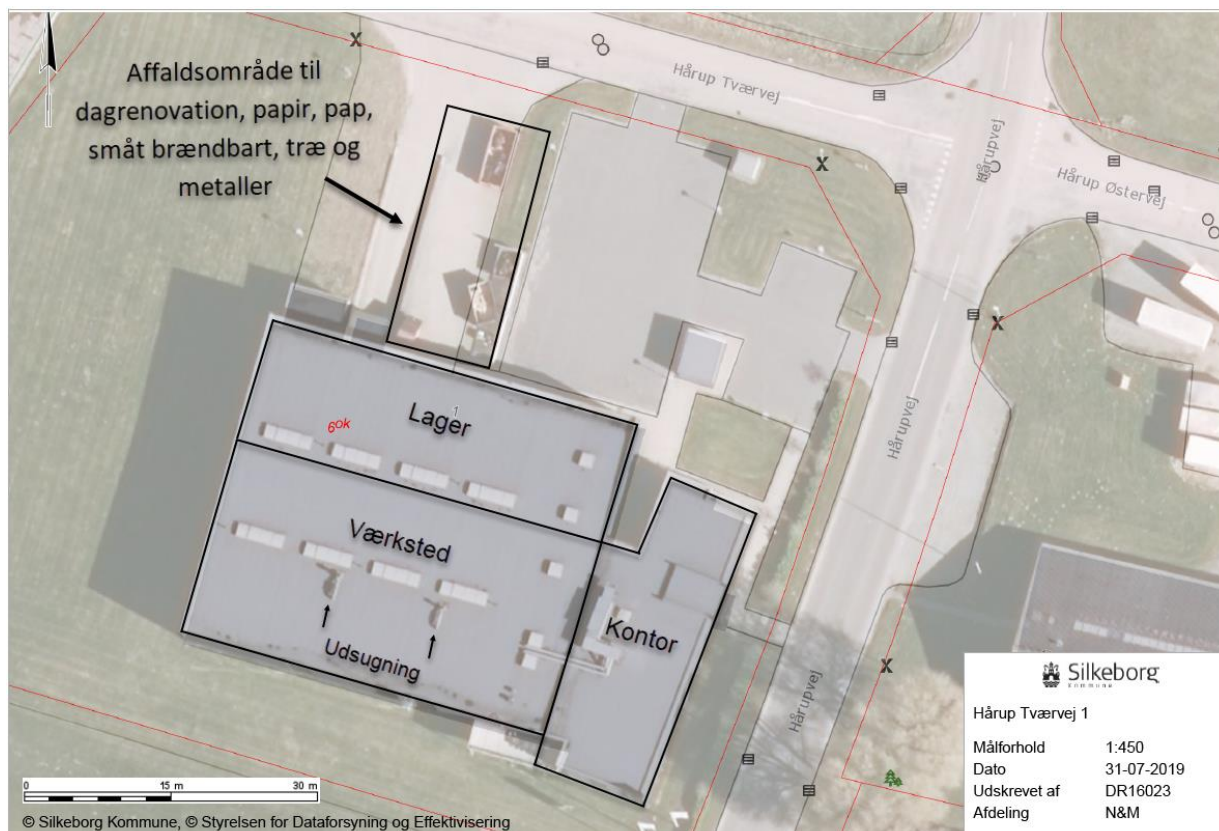 Affaldsområde til
dagrenovation, papir, pap,
småt brændbart, træ og
metaller
Hårup Tværvej
Hårupvej
Hårup Østervej
1
Lager
6ok
Hårupvej
Værksted
Kontor
Udsugning
Hårupvej
Silkeborg
Kommune
Hårup Tværvej 1
Målforhold 1:450
Dato 31-07-2019
Udskrevet af DR16023
Afdeling N&M
0 15 m 30 m
© Silkeborg Kommune, © Styrelsen for Dataforsyning og Effektivisering